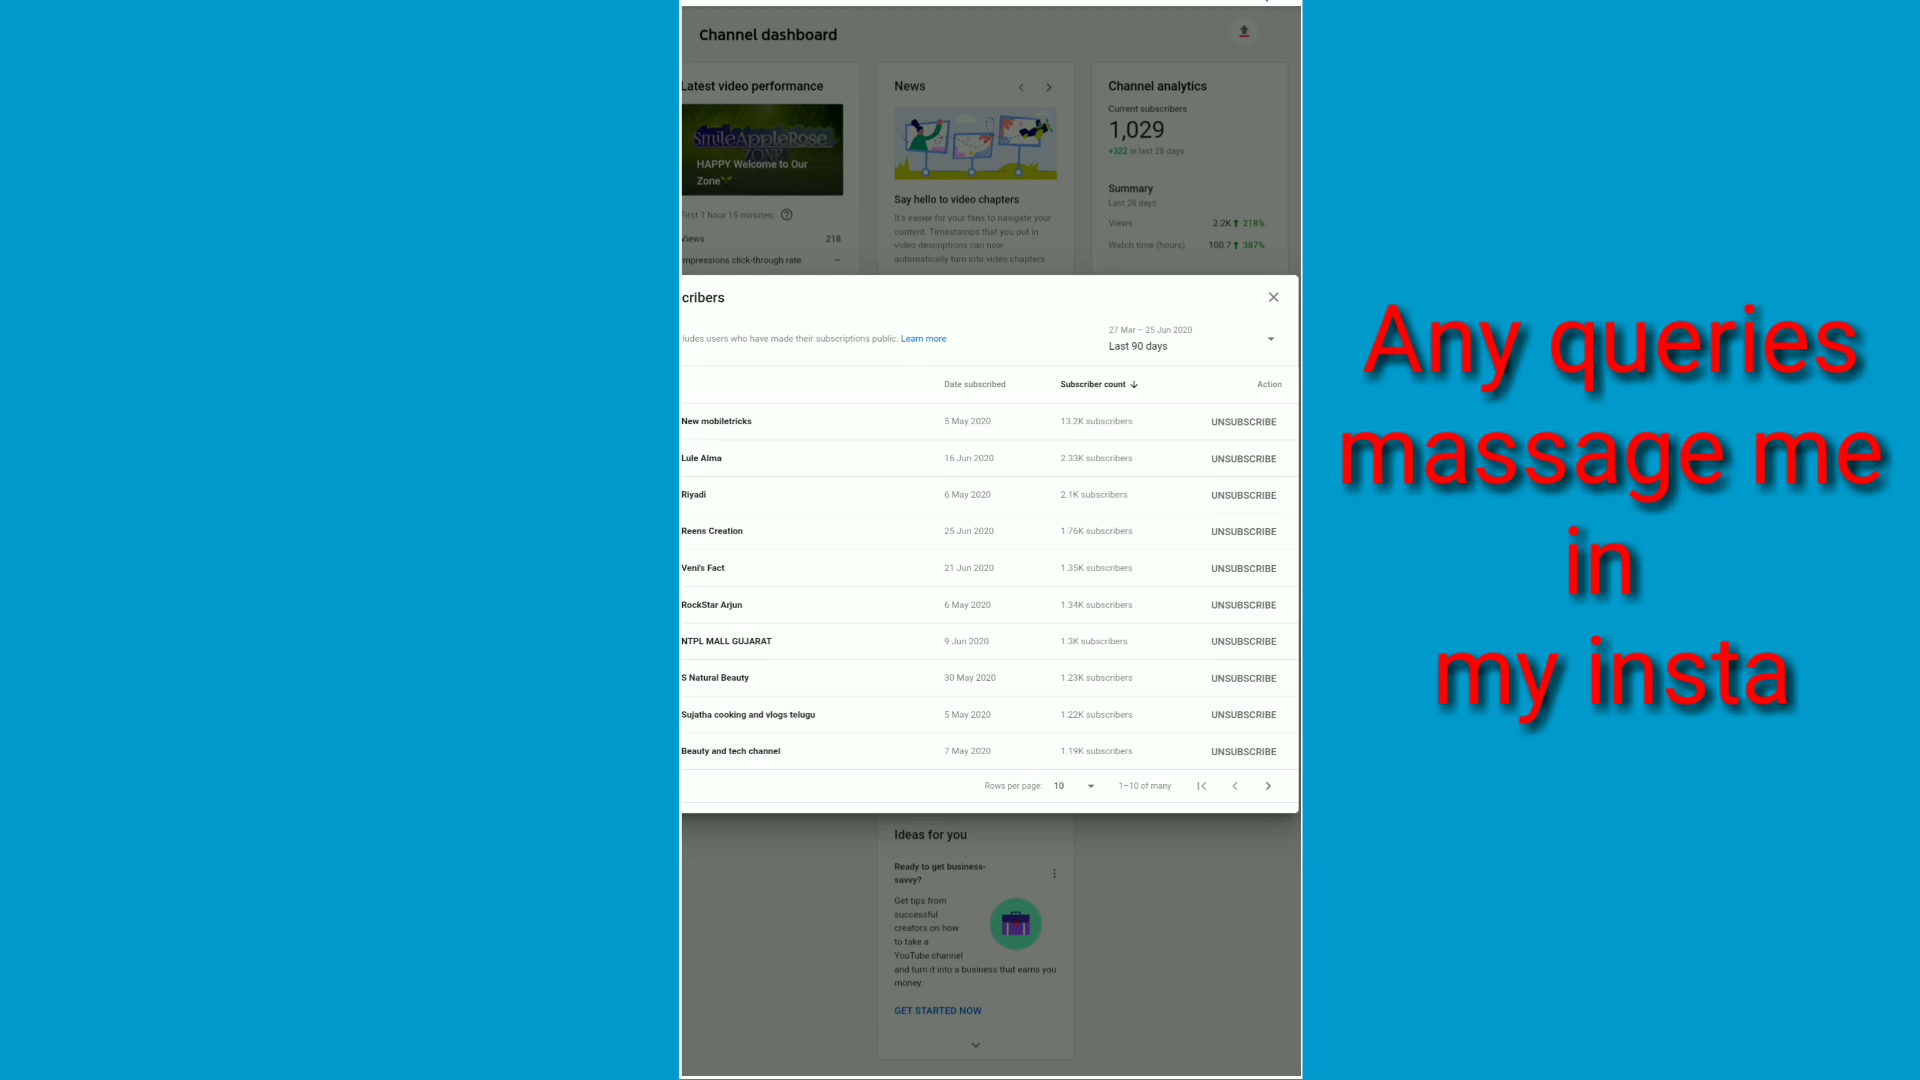 Channel dashboard
Latest video performance
SmileAppleRose
ZONE
HAPPY Welcome to Our
Zone
First 1 hour 15 minutes:
Views 218
Impressions click-through rate –
News
Say hello to video chapters
It's easier for your fans to navigate your
content. Timestamps that you put in
video descriptions can now
automatically turn into video chapters
Channel analytics
Current subscribers
1,029
+322 in last 28 days
Summary
Last 28 days
Views 2.2K 218%
Watch time (hours) 100.7 387%
cribers
ludes users who have made their subscriptions public. Learn more
27 Mar – 25 Jun 2020
Last 90 days
Date subscribed Subscriber count Action
New mobiletricks 5 May 2020 13.2K subscribers UNSUBSCRIBE
Lule Alma 16 Jun 2020 2.33K subscribers UNSUBSCRIBE
Riyadi 6 May 2020 2.1K subscribers UNSUBSCRIBE
Reens Creation 25 Jun 2020 1.76K subscribers UNSUBSCRIBE
Veni's Fact 21 Jun 2020 1.35K subscribers UNSUBSCRIBE
RockStar Arjun 6 May 2020 1.34K subscribers UNSUBSCRIBE
NTPL MALL GUJARAT 9 Jun 2020 1.3K subscribers UNSUBSCRIBE
S Natural Beauty 30 May 2020 1.23K subscribers UNSUBSCRIBE
Sujatha cooking and vlogs telugu 5 May 2020 1.22K subscribers UNSUBSCRIBE
Beauty and tech channel 7 May 2020 1.19K subscribers UNSUBSCRIBE
Rows per page: 10 1–10 of many
Ideas for you
Ready to get business-
savvy?
Get tips from
successful
creators on how
to take a
YouTube channel
and turn it into a business that earns you
money.
GET STARTED NOW
Any queries
massage me
in
my insta